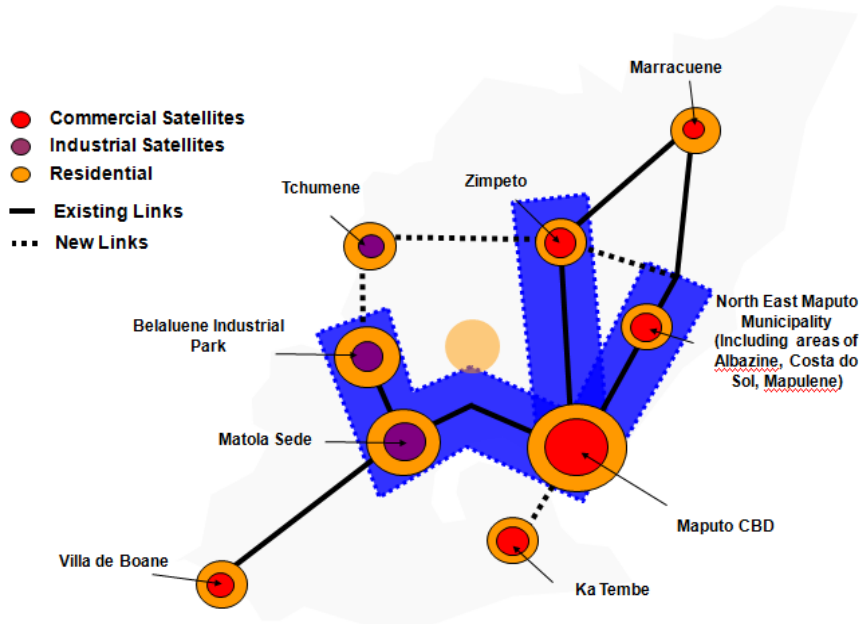 Marracuene
Commercial Satellites
Industrial Satellites
Residential
Existing Links
New Links
Tchumene
Zimpeto
North East Maputo
Municipality
(Including areas of
Albazine, Costa do
Sol, Mapulene)
Belaluene Industrial
Park
Matola Sede
Maputo CBD
Villa de Boane
Ka Tembe